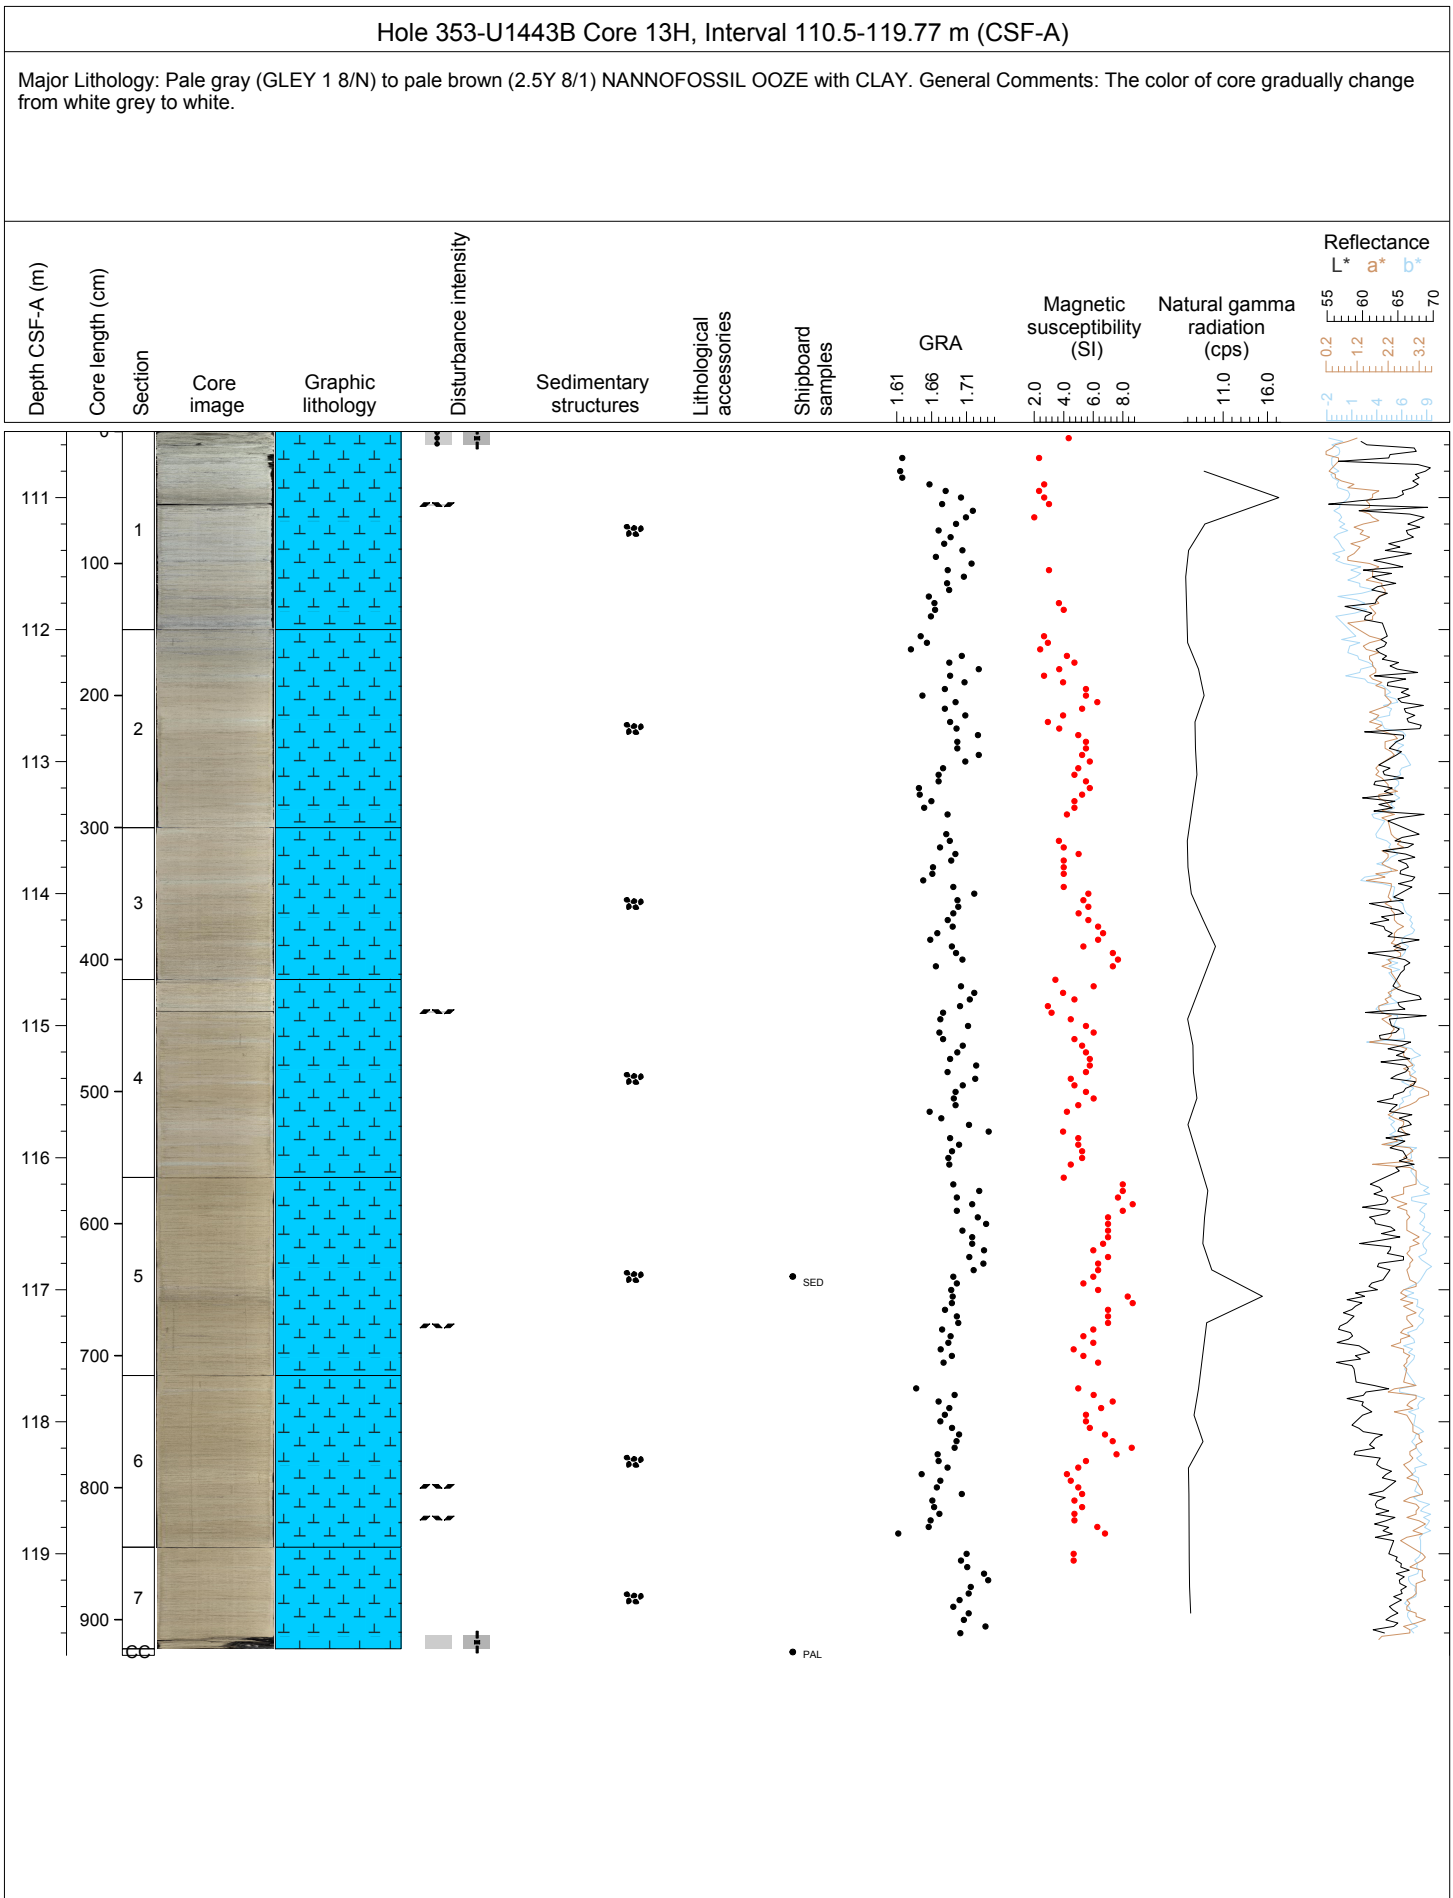 Hole 353-U1443B Core 13H, Interval 110.5-119.77 m (CSF-A)
Major Lithology: Pale gray (GLEY 1 8/N) to pale brown (2.5Y 8/1) NANNOFOSSIL OOZE with CLAY. General Comments: The color of core gradually change
from white grey to white.
Depth CSF-A (m)
Core length (cm)
Section
Core
image
Graphic
lithology
Disturbance intensity
Sedimentary
structures
Lithological
accessories
Shipboard
samples
GRA
1.61 1.66 1.71
Magnetic
susceptibility
(SI)
2.0 4.0 6.0 8.0
Natural gamma
radiation
(cps)
11.0 16.0
Reflectance
L* a* b*
55 60 65 70
0.2 1.2 2.2 3.2
-2 1 4 6 9
0
111
1
100
112
200
2
113
300
114
3
400
115
4
500
116
600
5
SED
117
700
118
6
800
119
7
900
CC
PAL